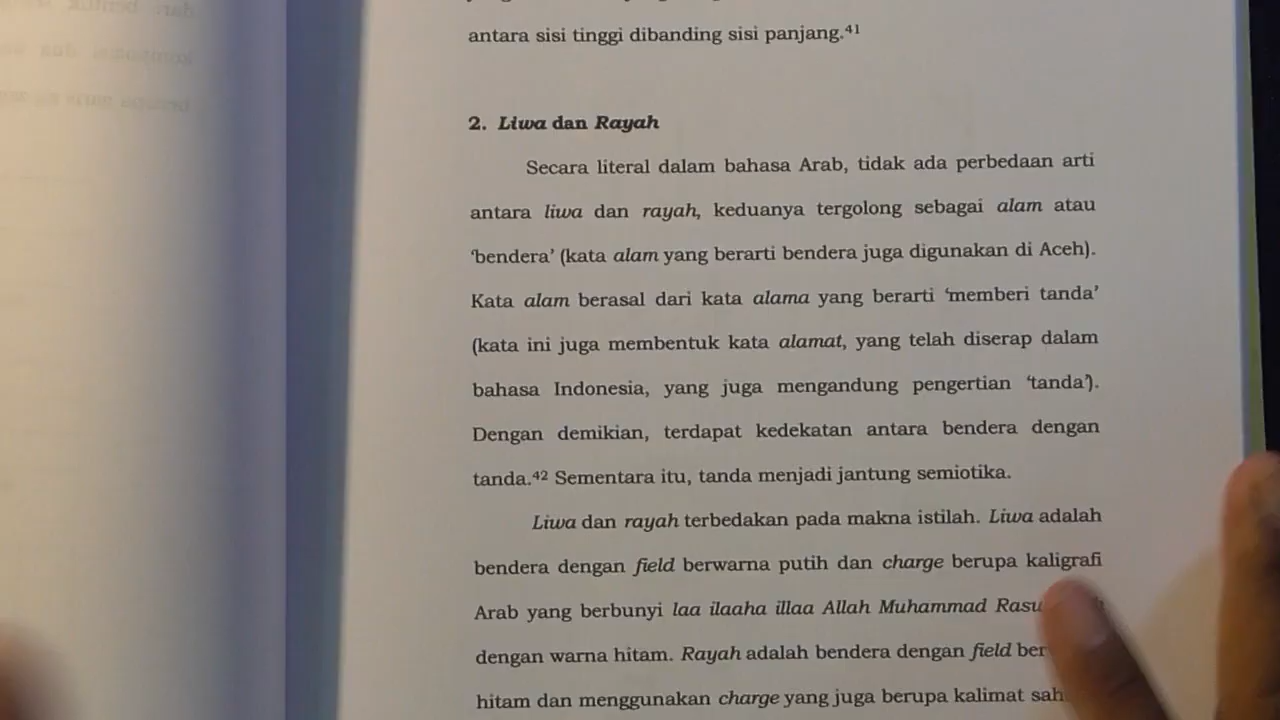 antara sisi tinggi dibanding sisi panjang.⁴¹
2. Liwa dan Rayah
Secara literal dalam bahasa Arab, tidak ada perbedaan arti
antara liwa dan rayah, keduanya tergolong sebagai alam atau
‘bendera’ (kata alam yang berarti bendera juga digunakan di Aceh).
Kata alam berasal dari kata alama yang berarti ‘memberi tanda’
(kata ini juga membentuk kata alamat, yang telah diserap dalam
bahasa Indonesia, yang juga mengandung pengertian ‘tanda’).
Dengan demikian, terdapat kedekatan antara bendera dengan
tanda.⁴² Sementara itu, tanda menjadi jantung semiotika.
Liwa dan rayah terbedakan pada makna istilah. Liwa adalah
bendera dengan field berwarna putih dan charge berupa kaligrafi
Arab yang berbunyi laa ilaaha illaa Allah Muhammad
dengan warna hitam. Rayah adalah bendera dengan field
hitam dan menggunakan charge yang juga berupa kalimat